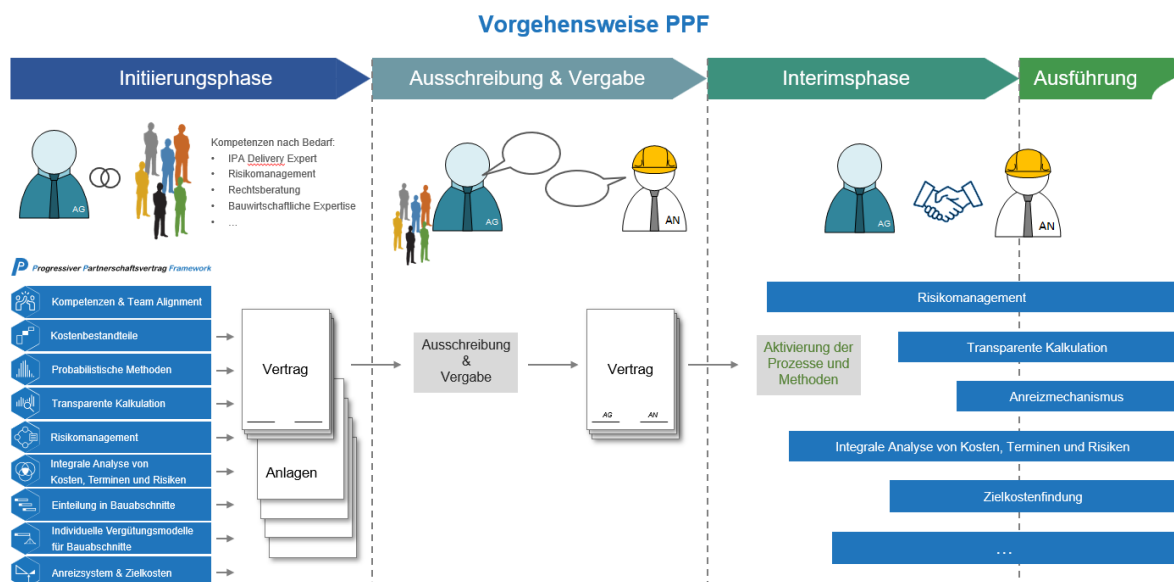 Vorgehensweise PPF
Initiierungsphase
Ausschreibung & Vergabe
Interimsphase
Ausführung
AG
Kompetenzen nach Bedarf:
• IPA Delivery Expert
• Risikomanagement
• Rechtsberatung
• Bauwirtschaftliche Expertise
…
AG
AN
AG
AN
Progressiver Partnerschaftsvertrag Framework
Kompetenzen & Team Alignment
Kostenbestandteile
Probabilistische Methoden
Transparente Kalkulation
Risikomanagement
Integrale Analyse von
Kosten, Terminen und Risiken
Einteilung in Bauabschnitte
Individuelle Vergütungsmodelle
für Bauabschnitte
Anreizsystem & Zielkosten
Vertrag
Anlagen
Ausschreibung
&
Vergabe
Vertrag
AG AN
Aktivierung der
Prozesse und
Methoden
Risikomanagement
Transparente Kalkulation
Anreizmechanismus
Integrale Analyse von Kosten, Terminen und Risiken
Zielkostenfindung
…